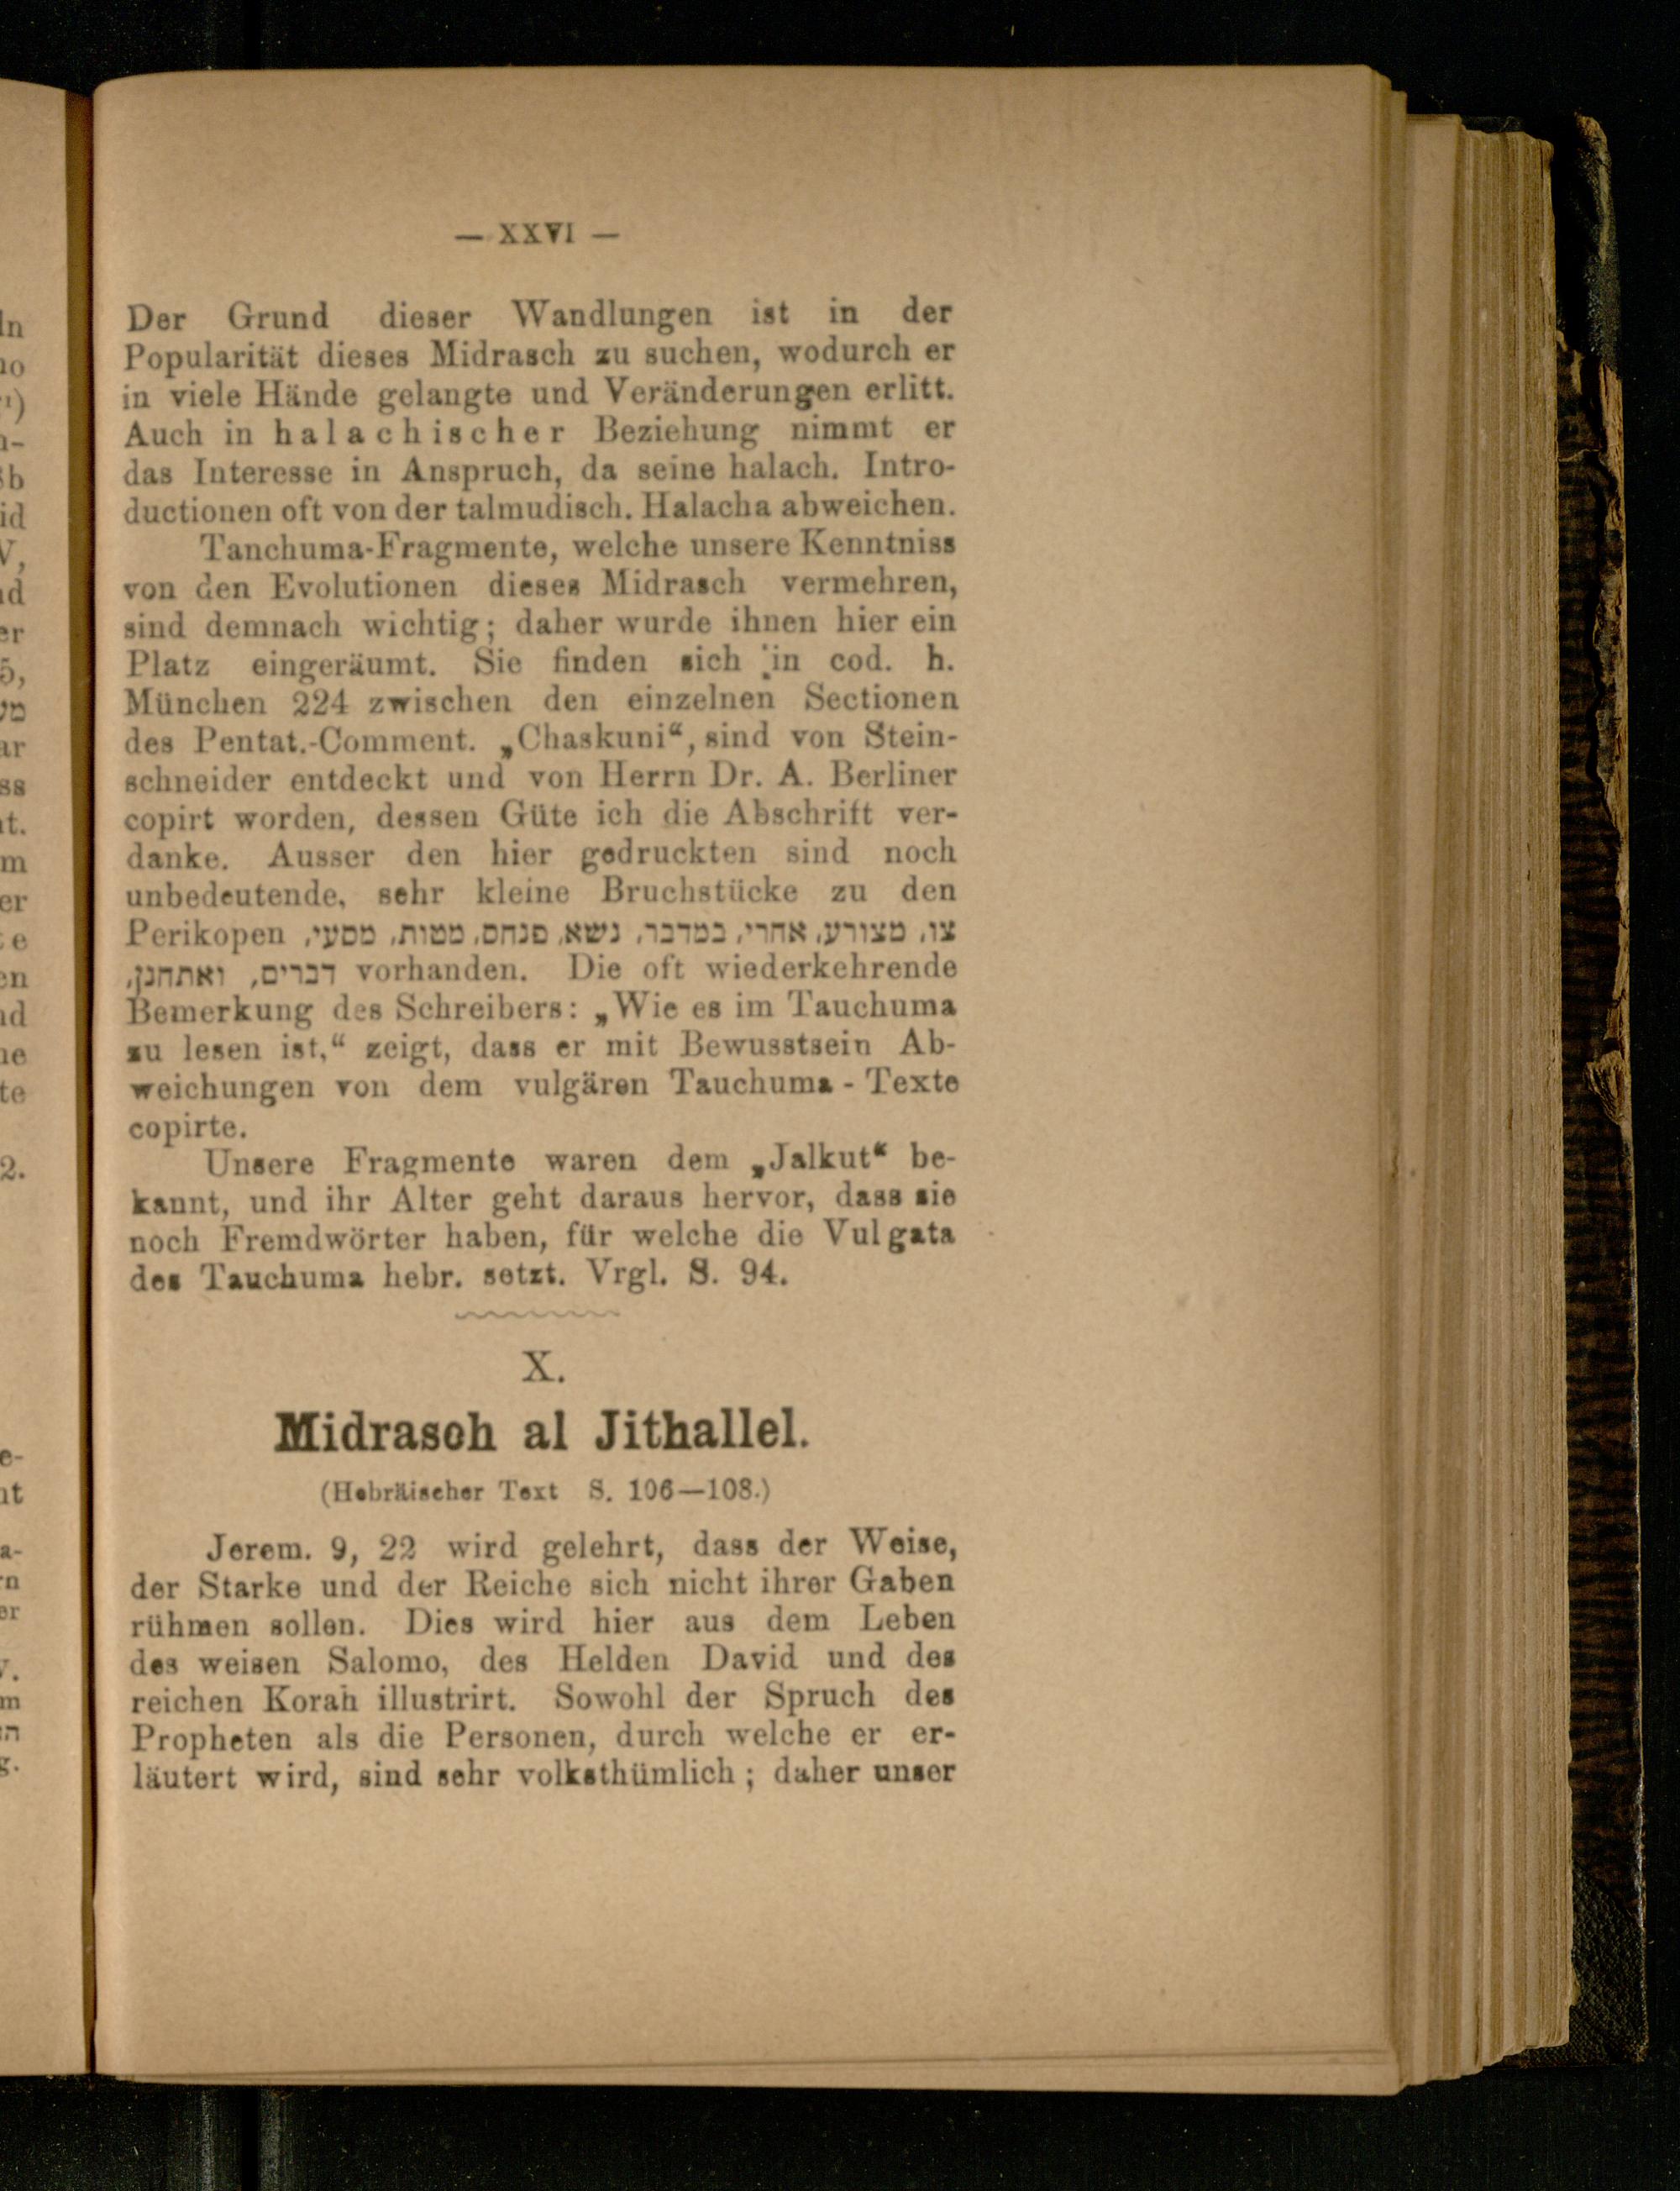 — XXVI —
Der Grund dieser Wandlungen ist in der
Popularität dieses Midrasch zu suchen, wodurch er
in viele Hände gelangte und Veränderungen erlitt.
Auch in halachischer Beziehung nimmt er
das Interesse in Anspruch, da seine halach. Intro-
ductionen oft von der talmudisch. Halacha abweichen.
Tanchuma-Fragmente, welche unsere Kenntniss
von den Evolutionen dieses Midrasch vermehren,
sind demnach wichtig; daher wurde ihnen hier ein
Platz eingeräumt. Sie finden sich in cod. h.
München 224 zwischen den einzelnen Sectionen
des Pentat.-Comment. „Chaskuni“, sind von Stein-
schneider entdeckt und von Herrn Dr. A. Berliner
copirt worden, dessen Güte ich die Abschrift ver-
danke. Ausser den hier gedruckten sind noch
unbedeutende, sehr kleine Bruchstücke zu den
Perikopen צו, מצורע, אחרי, במדבר, נשא, פנחס, מטות, מסעי,
דברים, ואתחנן, vorhanden. Die oft wiederkehrende
Bemerkung des Schreibers: „Wie es im Tauchuma
zu lesen ist,“ zeigt, dass er mit Bewusstsein Ab-
weichungen von dem vulgären Tauchuma - Texte
copirte.
Unsere Fragmente waren dem „Jalkut“ be-
kannt, und ihr Alter geht daraus hervor, dass sie
noch Fremdwörter haben, für welche die Vulgata
des Tauchuma hebr. setzt. Vrgl. S. 94.
X.
Midrasch al Jithallel.
(Hebräischer Text S. 106—108.)
Jerem. 9, 22 wird gelehrt, dass der Weise,
der Starke und der Reiche sich nicht ihrer Gaben
rühmen sollen. Dies wird hier aus dem Leben
des weisen Salomo, des Helden David und des
reichen Korah illustrirt. Sowohl der Spruch des
Propheten als die Personen, durch welche er er-
läutert wird, sind sehr volksthümlich; daher unser